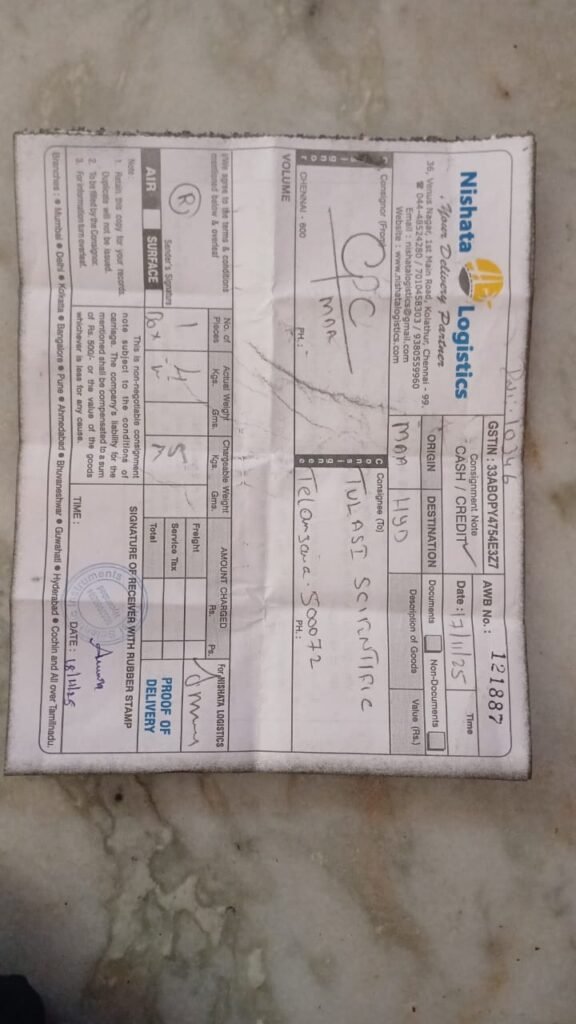 Nishata Logistics
Your Delivery Partner
36, Venus Nagar, 1st Main Road, Kolathur, Chennai - 99.
☎ 044-48524280 / 7010458303 / 9380559960
Email : nishatalogistics@gmail.com
Website : www.nishatalogistics.com
GSTIN : 33ABOPY4754E3Z7
AWB No.: 121887
Consignment Note
CASH / CREDIT
Date : 17/11/25
Time
ORIGIN
DESTINATION
Documents
Non-Documents
MAA
HYD
Description of Goods
Value (Rs.)
Consignor (From)
CPC
MAA
CHENNAI - 600
PH.:
Consignee (To)
TULASI SCIENTIFIC
Telangana. 500072
PH.:
VOLUME
I/We agree to the terms & conditions
mentioned below & overleaf
Sender's Signature
AIR
SURFACE
No. of Pieces
Actual Weight
Kgs. Gms.
Chargeable Weight
Kgs. Gms.
AMOUNT CHARGED
Rs. Ps.
1
Box
Freight
Service Tax
Total
For NISHATA LOGISTICS
PROOF OF
DELIVERY
Note :
1. Retain this copy for your records
Duplicate will not be issued.
2. To be filled by the Consignor.
3. For information turn overleaf.
This is non-negotiable consignment
note subject to the conditions of
carriage. The company's liability for the
mentioned shall be compensated to a sum
of Rs. 500/- or the value of the goods
whichever is less for any cause.
SIGNATURE OF RECEIVER WITH RUBBER STAMP
TIME :
DATE : 18/11/25
Branches : ● Mumbai ● Delhi ● Kolkata ● Bangalore ● Pune ● Ahmedabad ● Bhuvaneshwar ● Guwahati ● Hyderabad ● Cochin and All over Tamilnadu.